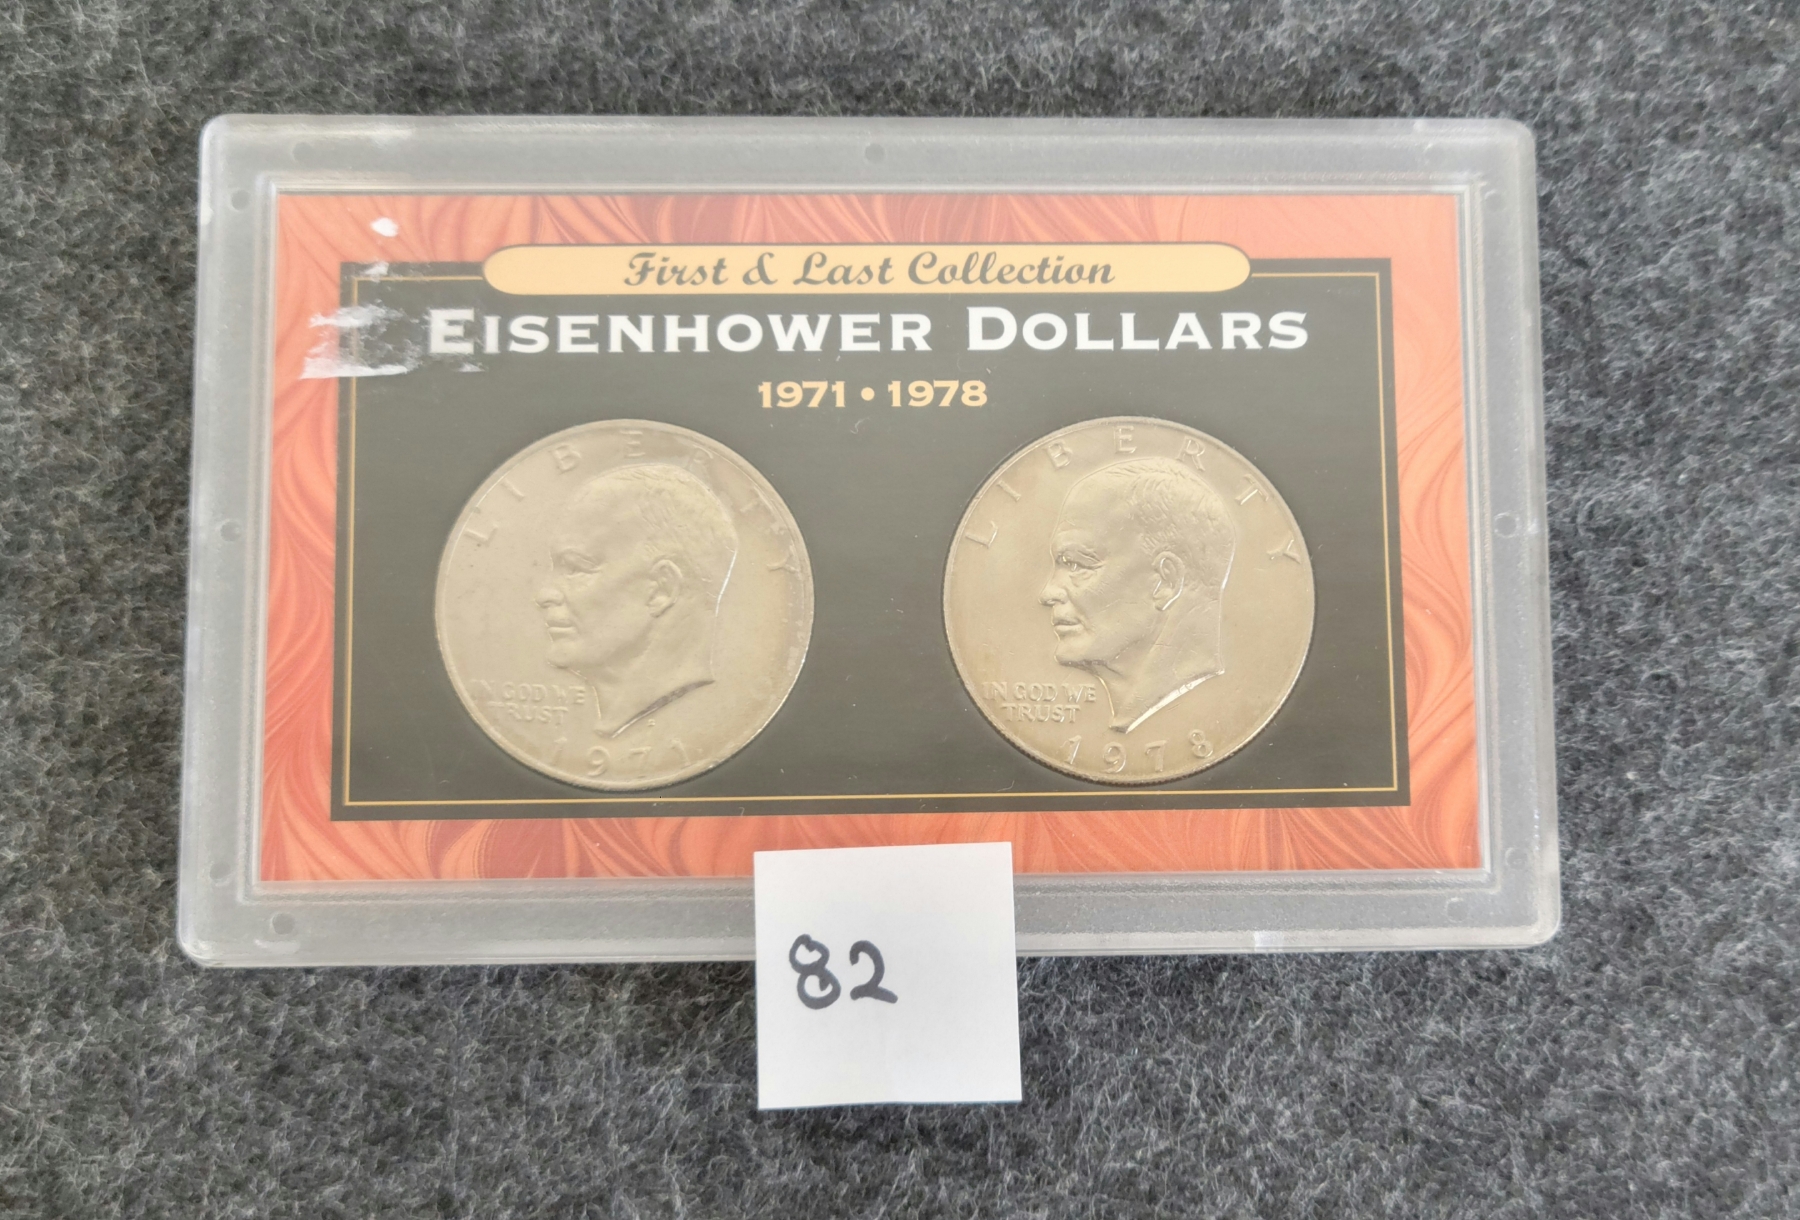 First & Last Collection
EISENHOWER DOLLARS
1971 • 1978
LIBERTY
IN GOD WE
TRUST
1971
LIBERTY
IN GOD WE
TRUST
1978
82